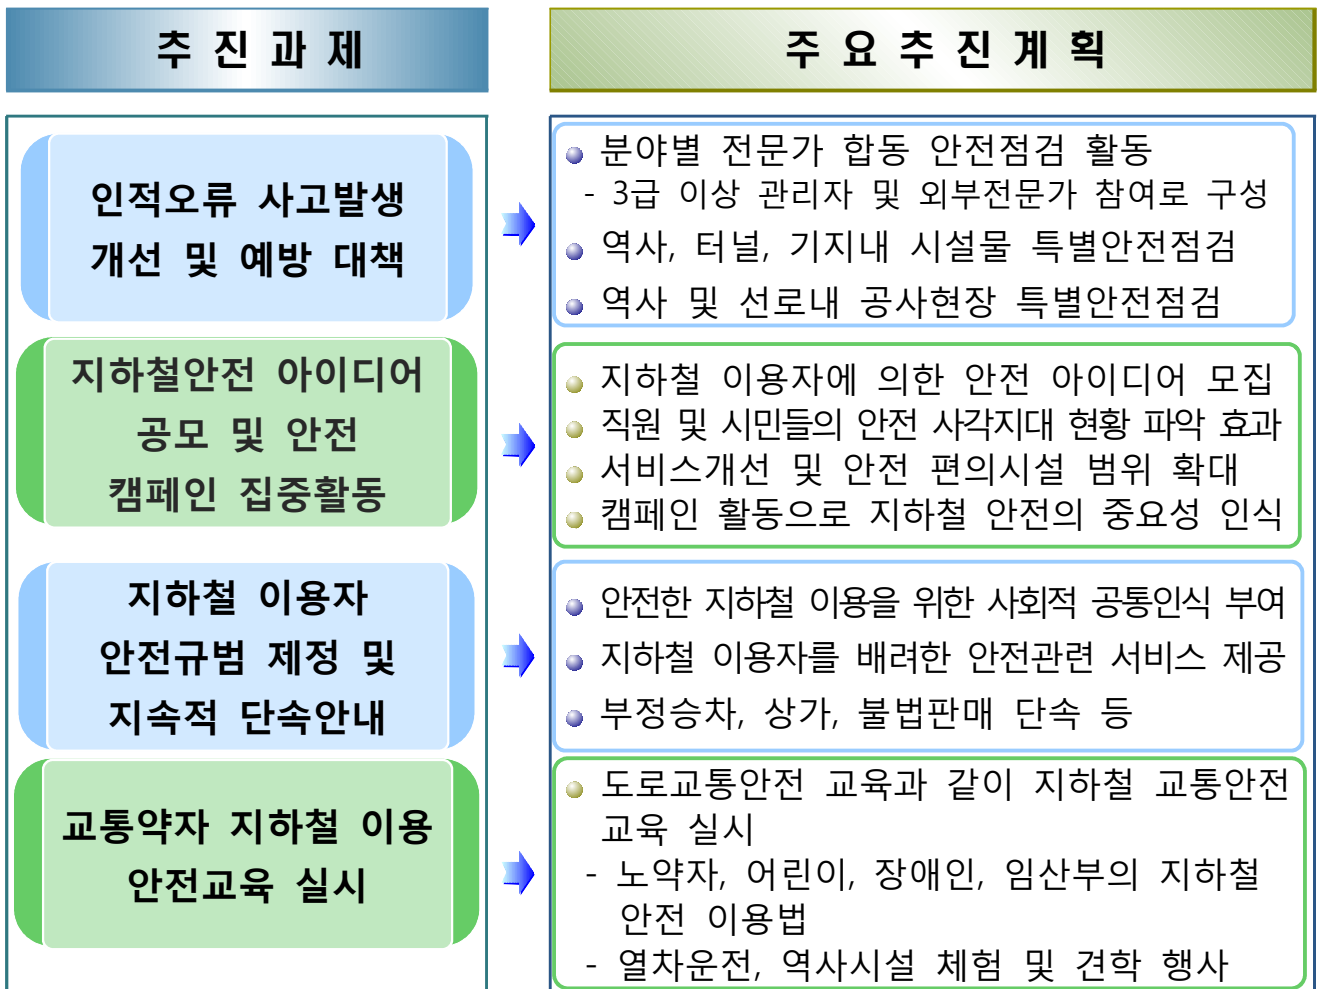 추 진 과 제
주 요 추 진 계 획
인적오류 사고발생
개선 및 예방 대책
분야별 전문가 합동 안전점검 활동
- 3급 이상 관리자 및 외부전문가 참여로 구성
역사, 터널, 기지내 시설물 특별안전점검
역사 및 선로내 공사현장 특별안전점검
지하철안전 아이디어
공모 및 안전
캠페인 집중활동
지하철 이용자에 의한 안전 아이디어 모집
직원 및 시민들의 안전 사각지대 현황 파악 효과
서비스개선 및 안전 편의시설 범위 확대
캠페인 활동으로 지하철 안전의 중요성 인식
지하철 이용자
안전규범 제정 및
지속적 단속안내
안전한 지하철 이용을 위한 사회적 공통인식 부여
지하철 이용자를 배려한 안전관련 서비스 제공
부정승차, 상가, 불법판매 단속 등
교통약자 지하철 이용
안전교육 실시
도로교통안전 교육과 같이 지하철 교통안전
교육 실시
- 노약자, 어린이, 장애인, 임산부의 지하철
안전 이용법
- 열차운전, 역사시설 체험 및 견학 행사